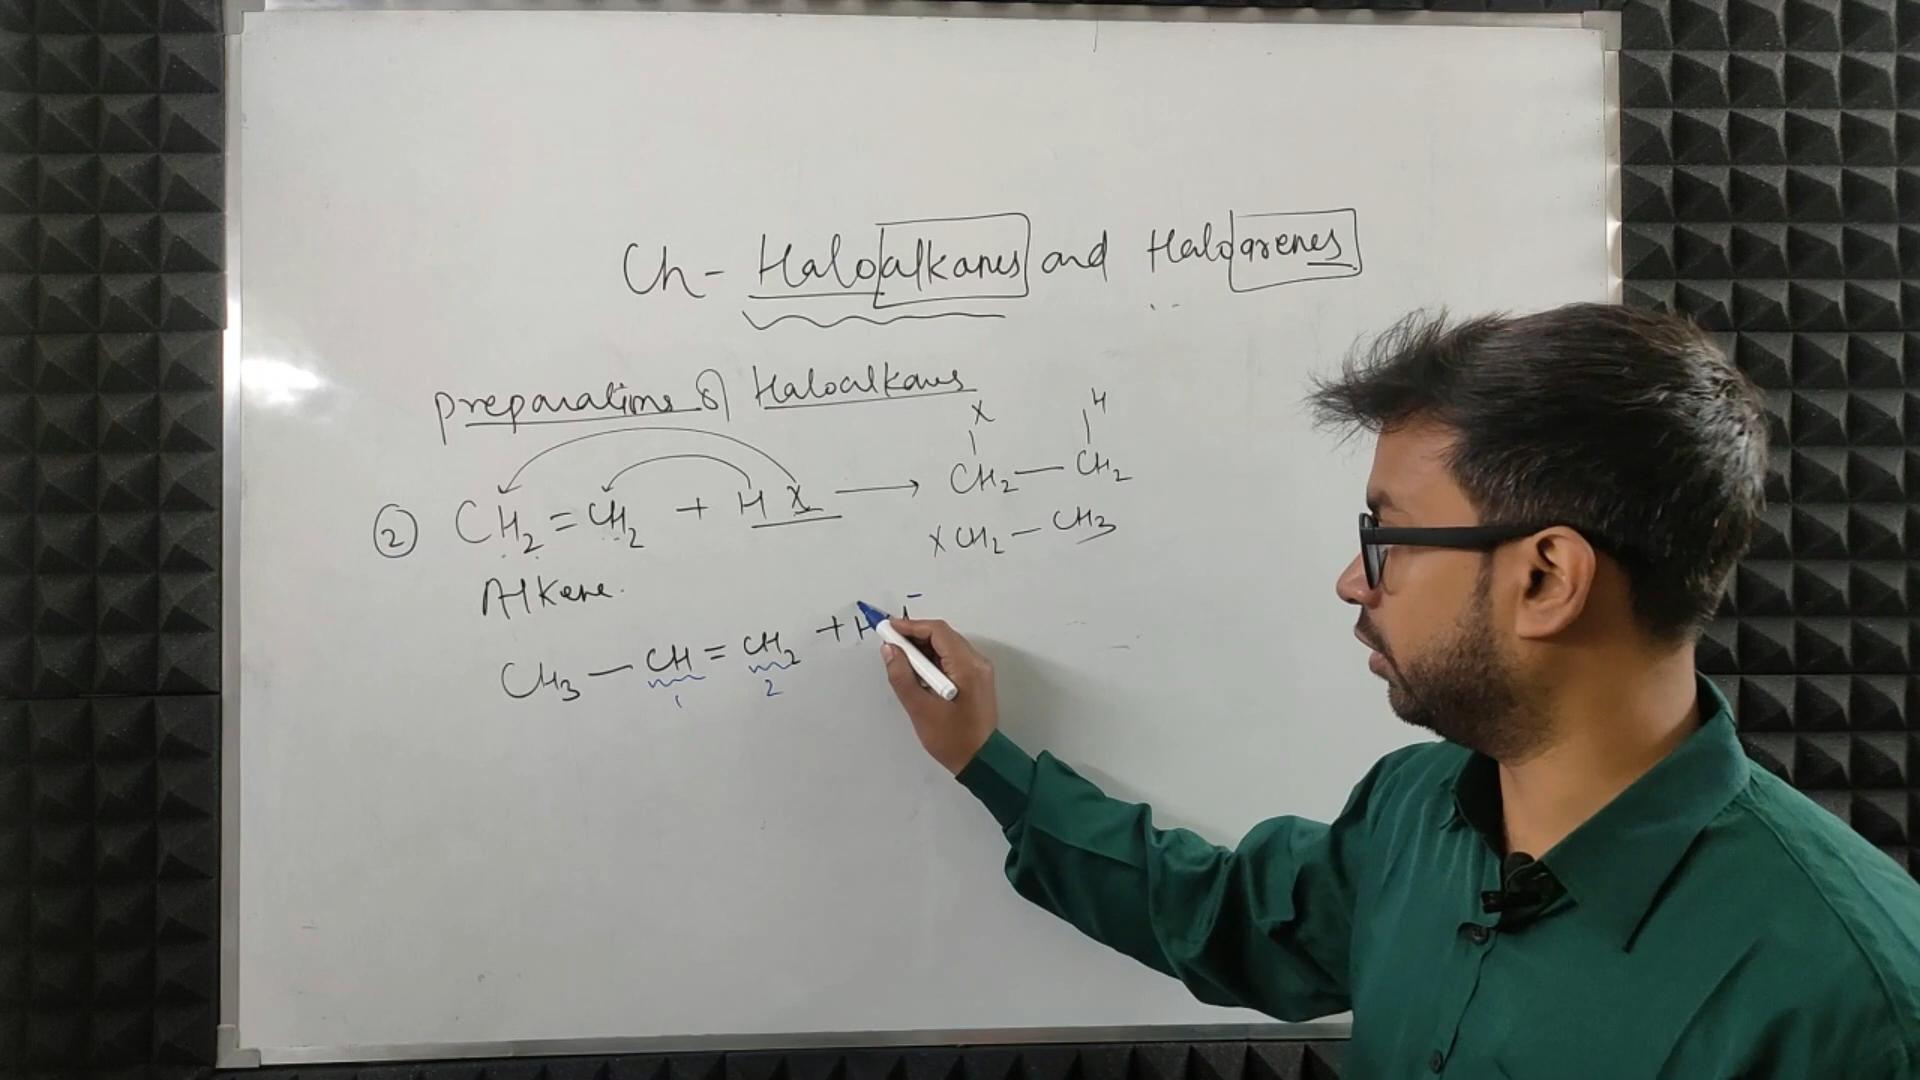 Ch - Haloalkanes and Haloarenes
preparations of Haloalkanes
X H
② CH₂ = CH₂ + H X → CH₂ — CH₂
X CH₂ — CH₃
Alkene.
CH₃ — CH = CH₂ + H -
1 2